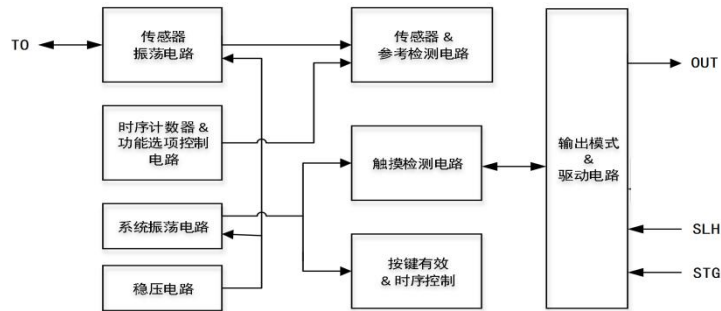 TO
传感器
振荡电路
传感器 &
参考检测电路
OUT
时序计数器 &
功能选项控制
电路
触摸检测电路
输出模式
&
驱动电路
系统振荡电路
SLH
按键有效
& 时序控制
STG
稳压电路